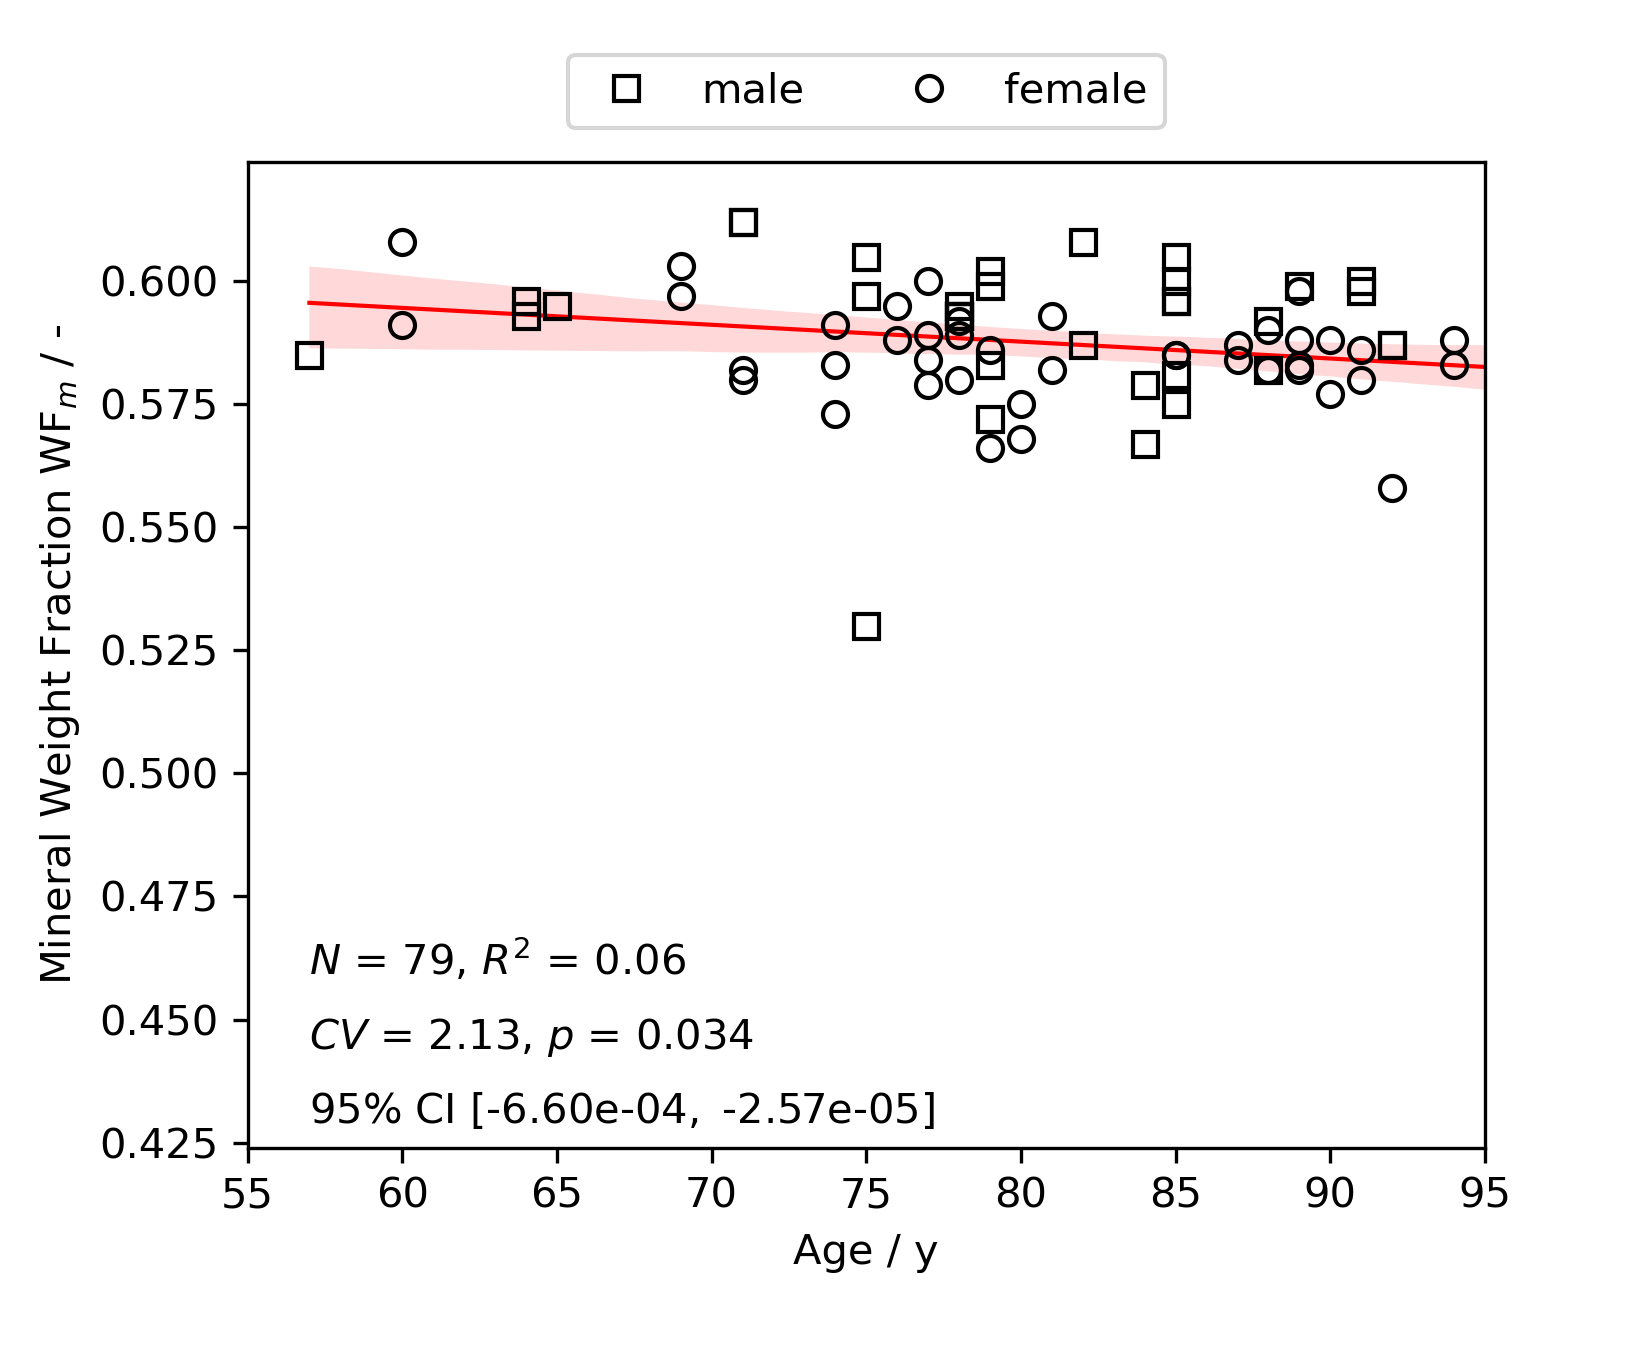 male female
0.600
0.575
0.550
0.525
0.500
0.475
0.450
0.425
Mineral Weight Fraction WFm / -
N = 79, R² = 0.06
CV = 2.13, p = 0.034
95% CI [-6.60e-04, -2.57e-05]
55 60 65 70 75 80 85 90 95
Age / y